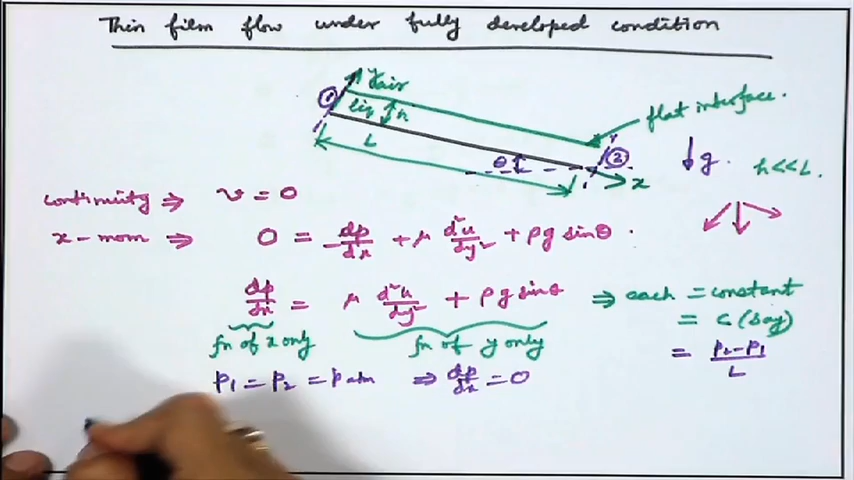 Thin film flow under fully developed condition
① y air
liq h
L
flat interface.
θ ② x
↓ g. h << L.
continuity ⇒ v = 0
x-mom ⇒ 0 = -dp/dx + μ d²u/dy² + ρg sinθ.
dp/dx = μ d²u/dy² + ρg sinθ ⇒ each = constant
= c (say)
fn of x only fn of y only
= p₂-p₁/L
p₁ = p₂ = p atm ⇒ dp/dx = 0